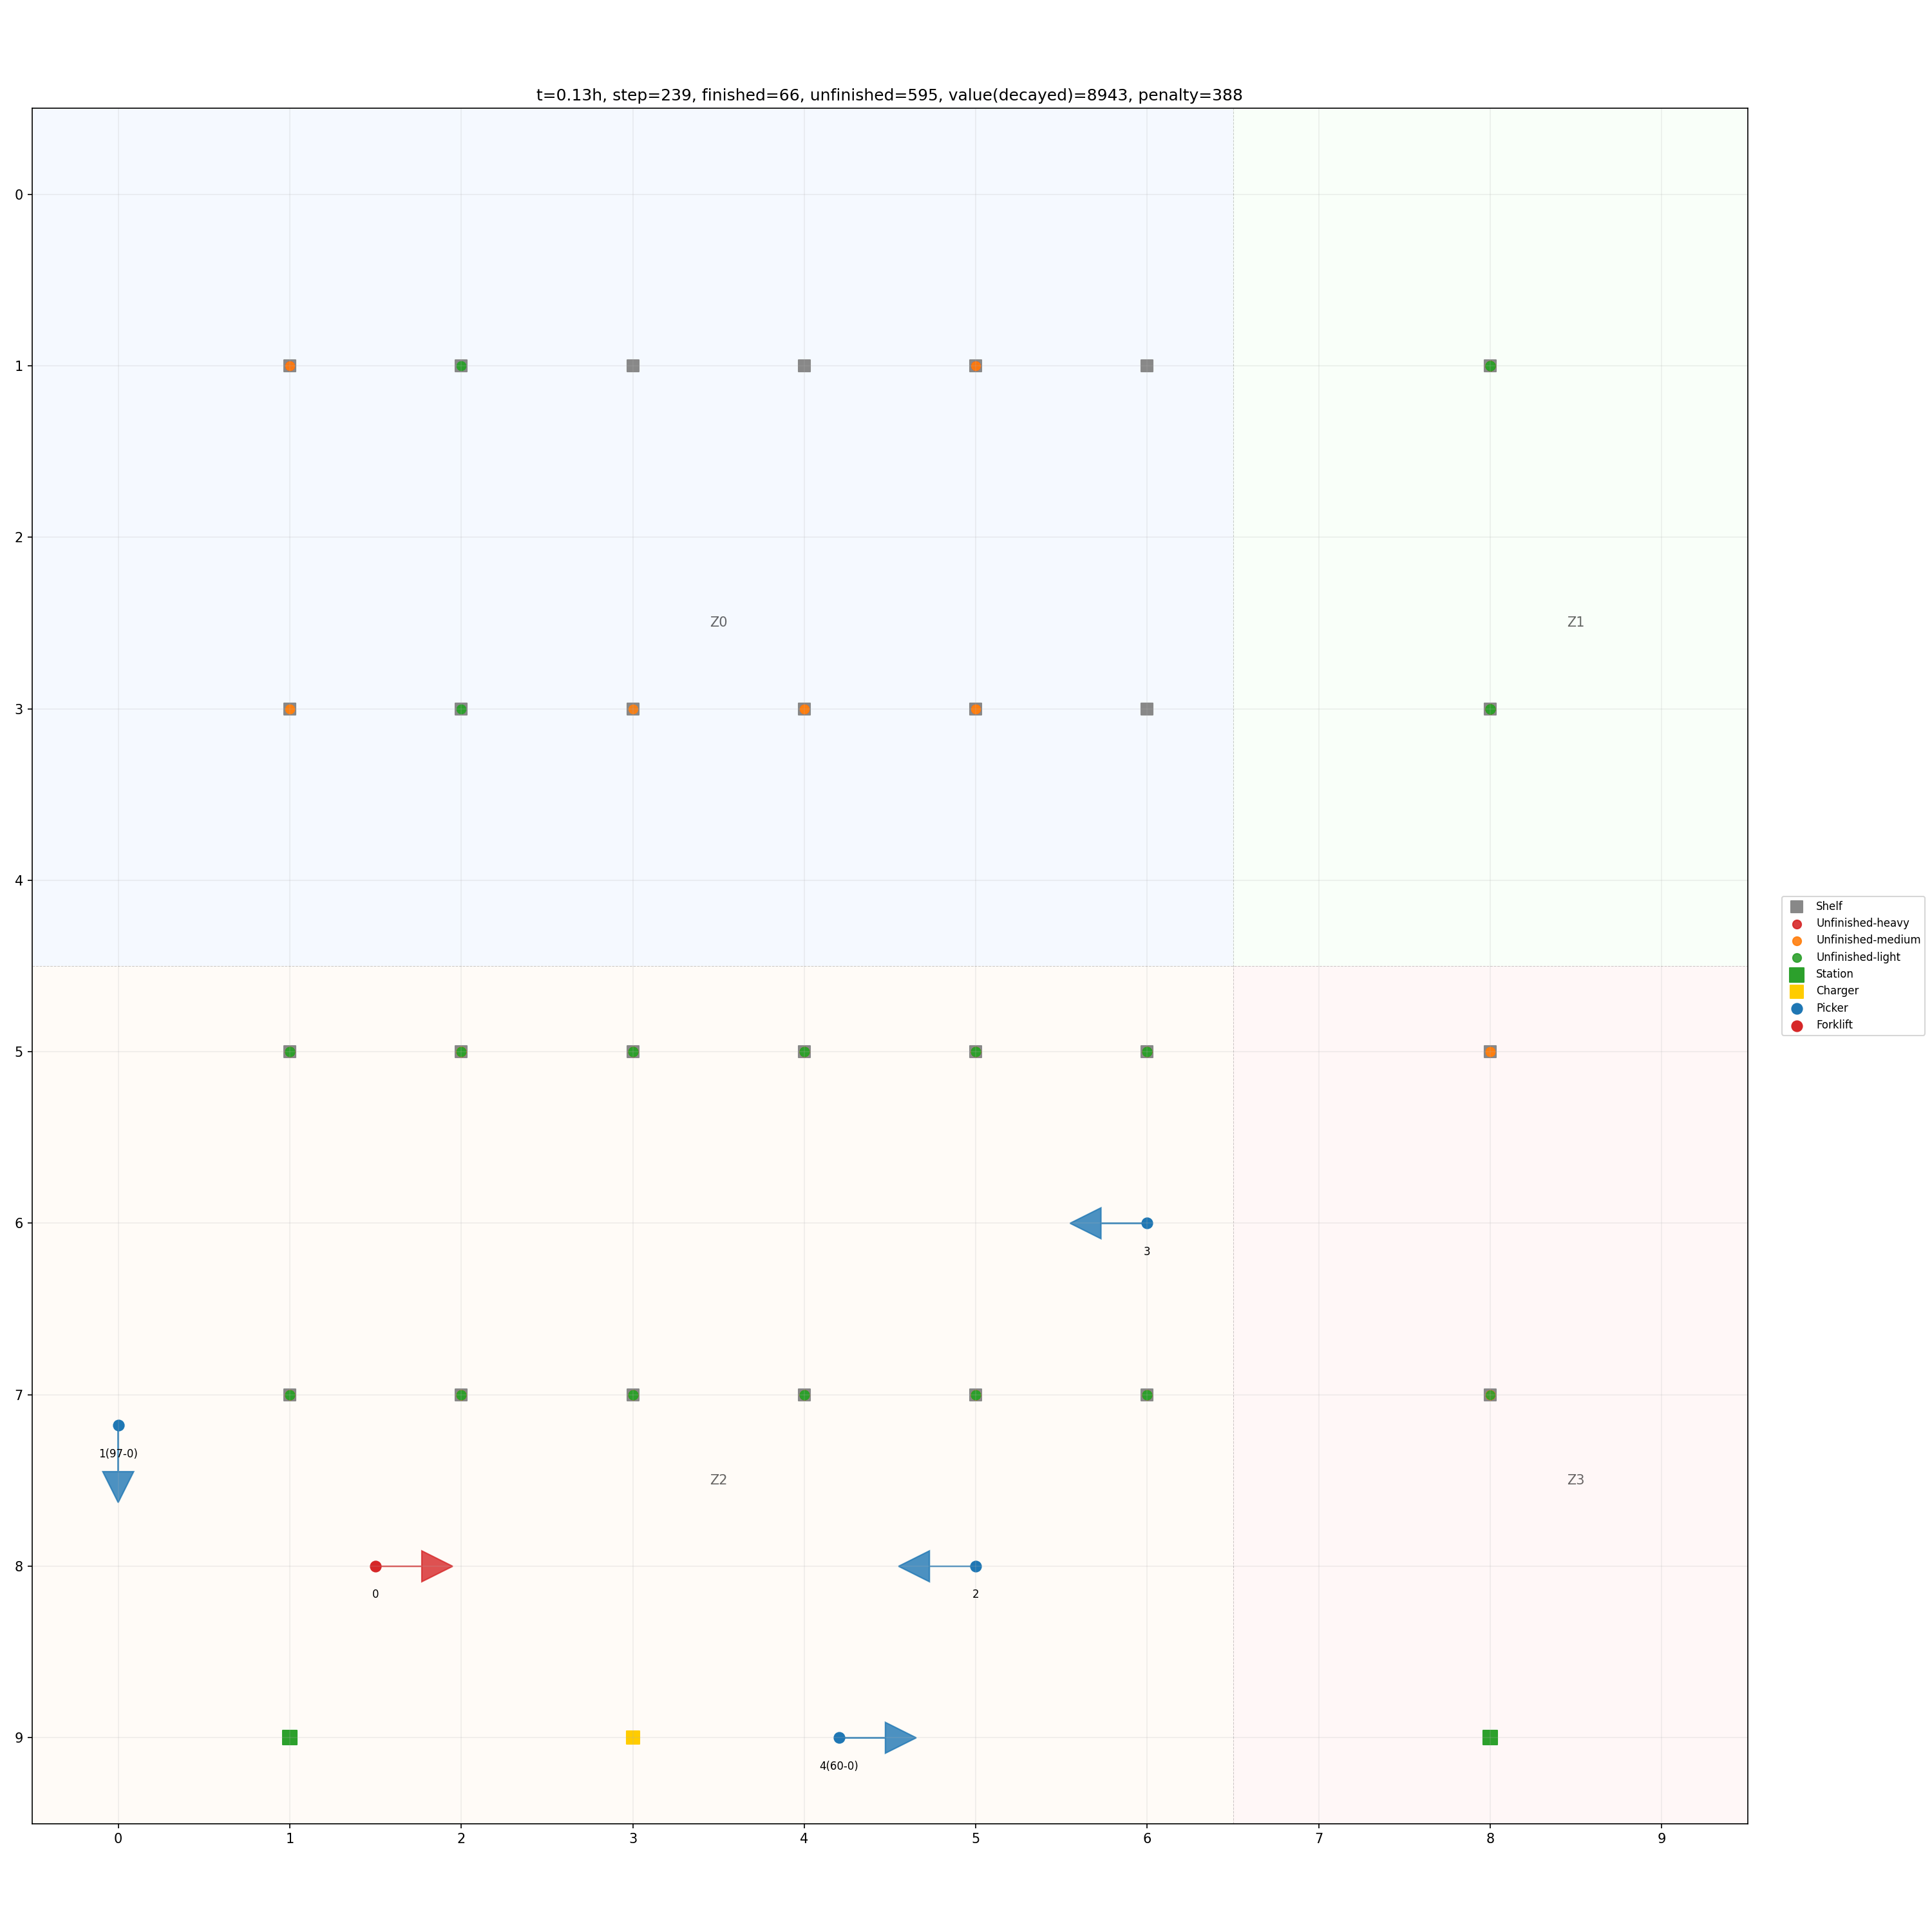 t=0.13h, step=239, finished=66, unfinished=595, value(decayed)=8943, penalty=388
0
1
2
Z0
Z1
3
4
Shelf
Unfinished-heavy
Unfinished-medium
Unfinished-light
Station
Charger
Picker
Forklift
5
6
3
7
1(97-0)
Z2
Z3
8
0
2
9
4(60-0)
0 1 2 3 4 5 6 7 8 9